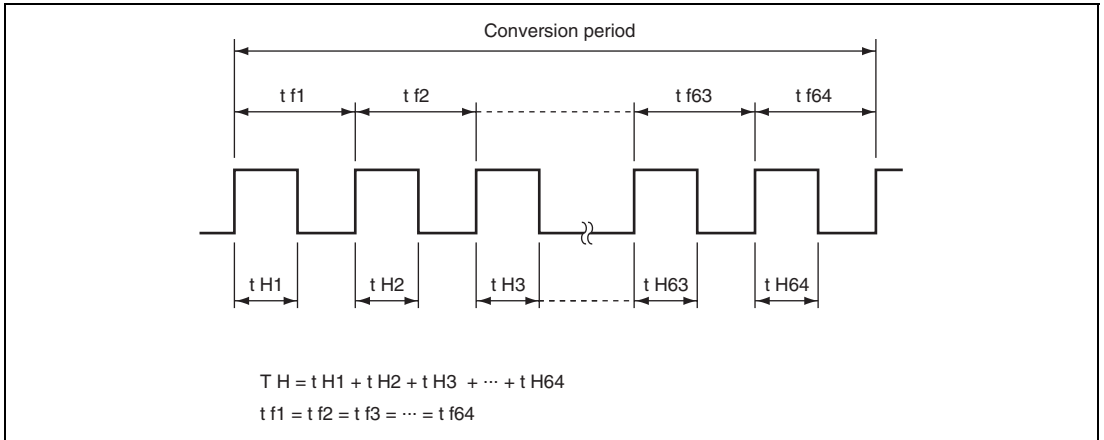 Conversion period
t f1 t f2 t f63 t f64
t H1 t H2 t H3 t H63 t H64
T H = t H1 + t H2 + t H3 + ··· + t H64
t f1 = t f2 = t f3 = ··· = t f64